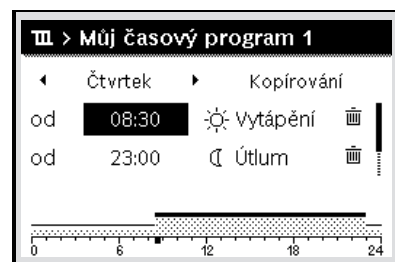 > Můj časový program 1
Čtvrtek Kopírování
od 08:30 Vytápění
od 23:00 Útlum
0 6 12 18 24